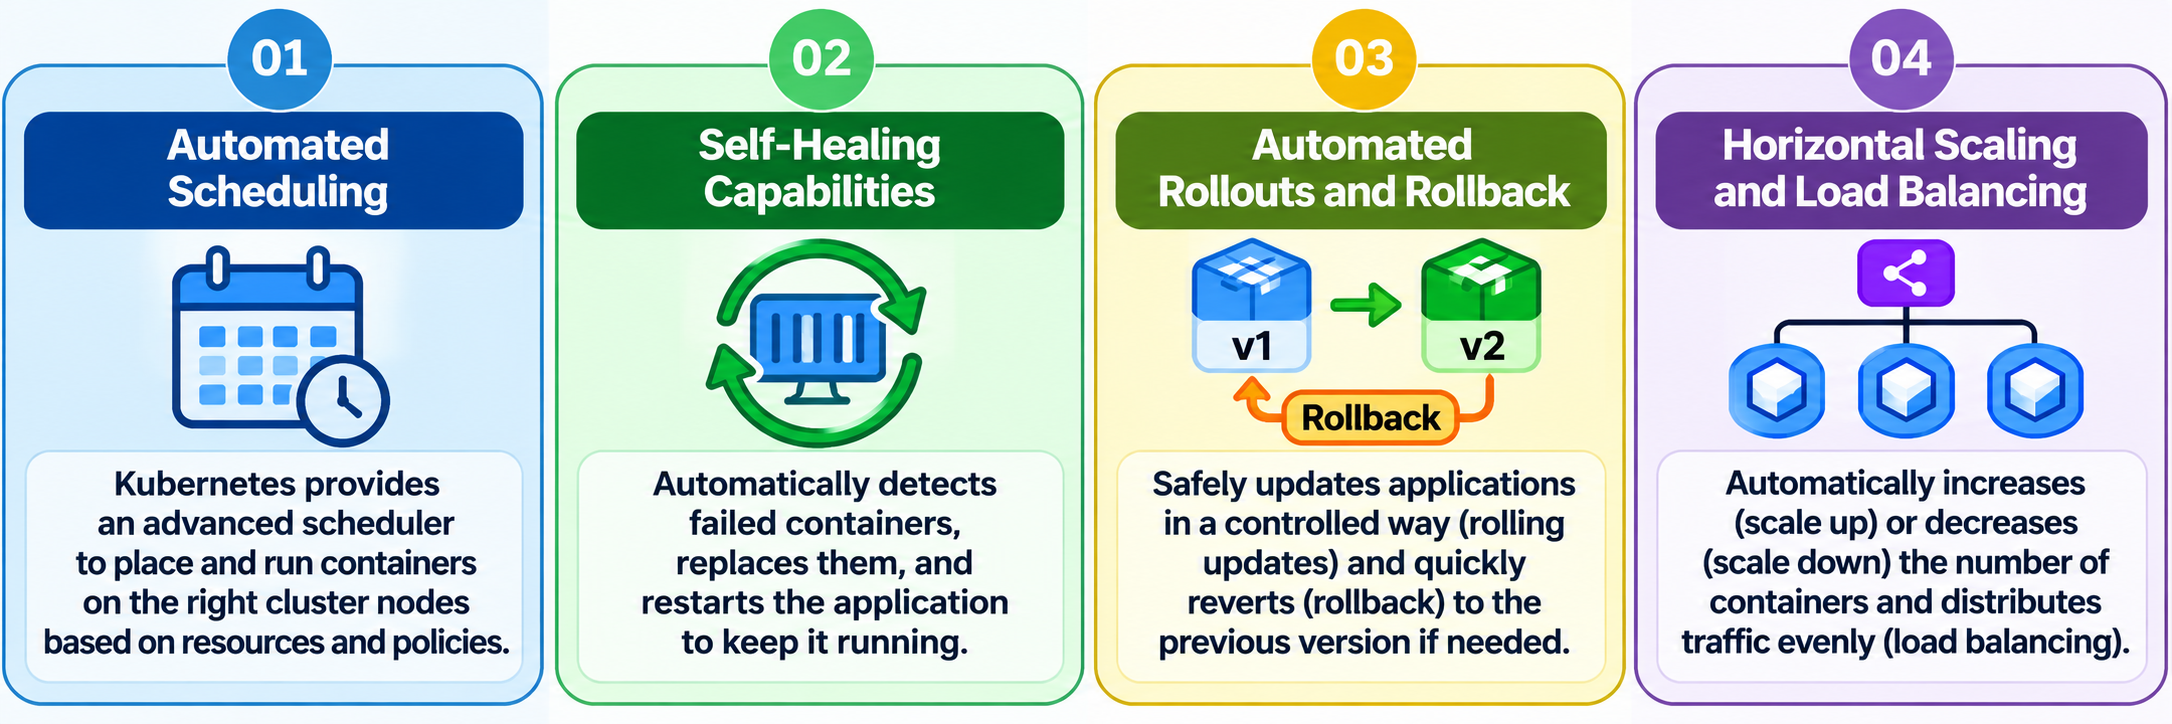 01
Automated
Scheduling
Kubernetes provides
an advanced scheduler
to place and run containers
on the right cluster nodes
based on resources and policies.
02
Self-Healing
Capabilities
Automatically detects
failed containers,
replaces them, and
restarts the application
to keep it running.
03
Automated
Rollouts and Rollback
v1
v2
Rollback
Safely updates applications
in a controlled way (rolling
updates) and quickly
reverts (rollback) to the
previous version if needed.
04
Horizontal Scaling
and Load Balancing
Automatically increases
(scale up) or decreases
(scale down) the number of
containers and distributes
traffic evenly (load balancing).